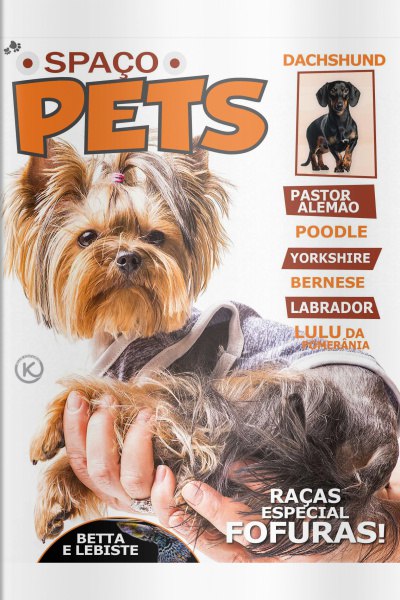 SPAÇO
PETS
DACHSHUND
PASTOR
ALEMÃO
POODLE
YORKSHIRE
BERNESE
LABRADOR
LULU DA
POMERÂNIA
K
RAÇAS
ESPECIAL
FOFURAS!
BETTA
E LEBISTE